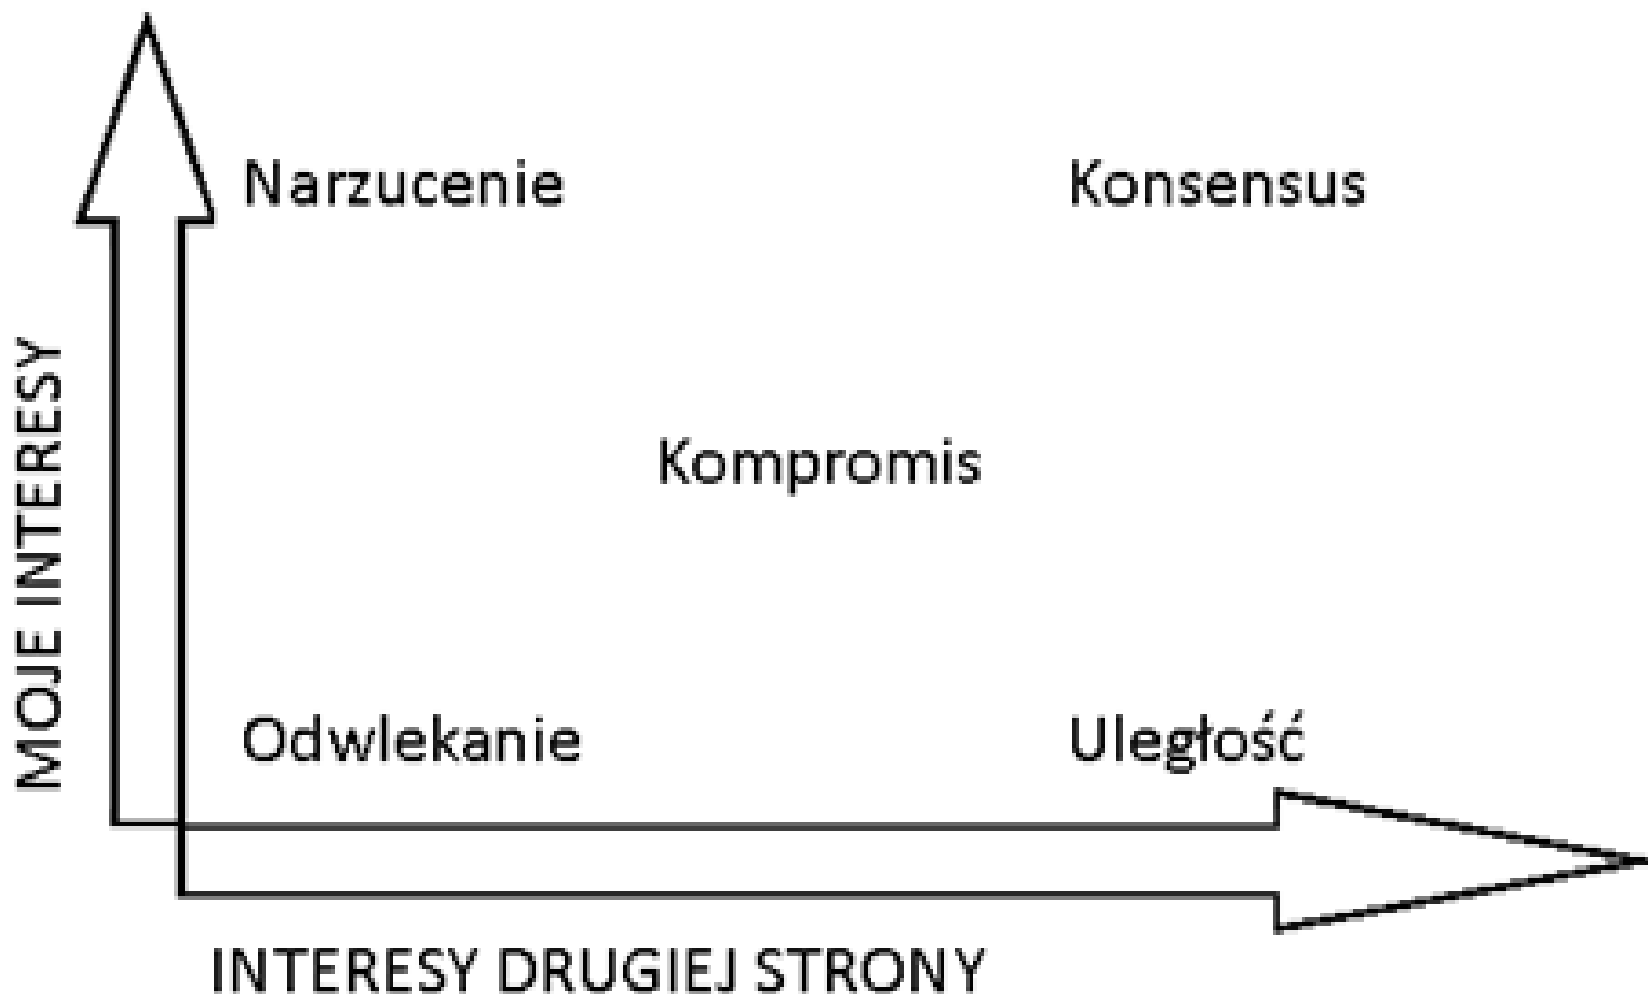 Narzucenie Konsensus
MOJE INTERESY
Kompromis
Odwlekanie Uległość
INTERESY DRUGIEJ STRONY